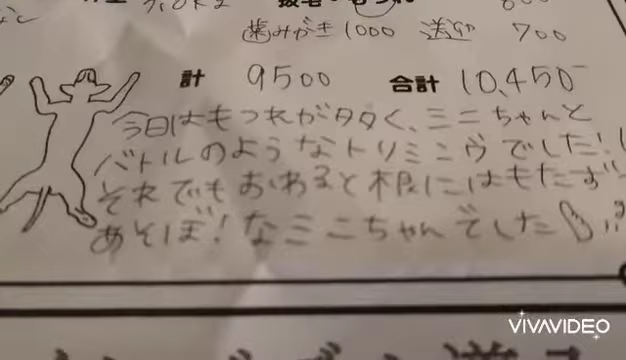 歯みがき 1000 送迎 700
計 9500 合計 10,450
今日はもつれが多く、ミニちゃんと
バトルのようなトリミングでした!!
それでもおわると根にはもたず
あそぼ!なミニちゃんでした
VIVAVIDEO